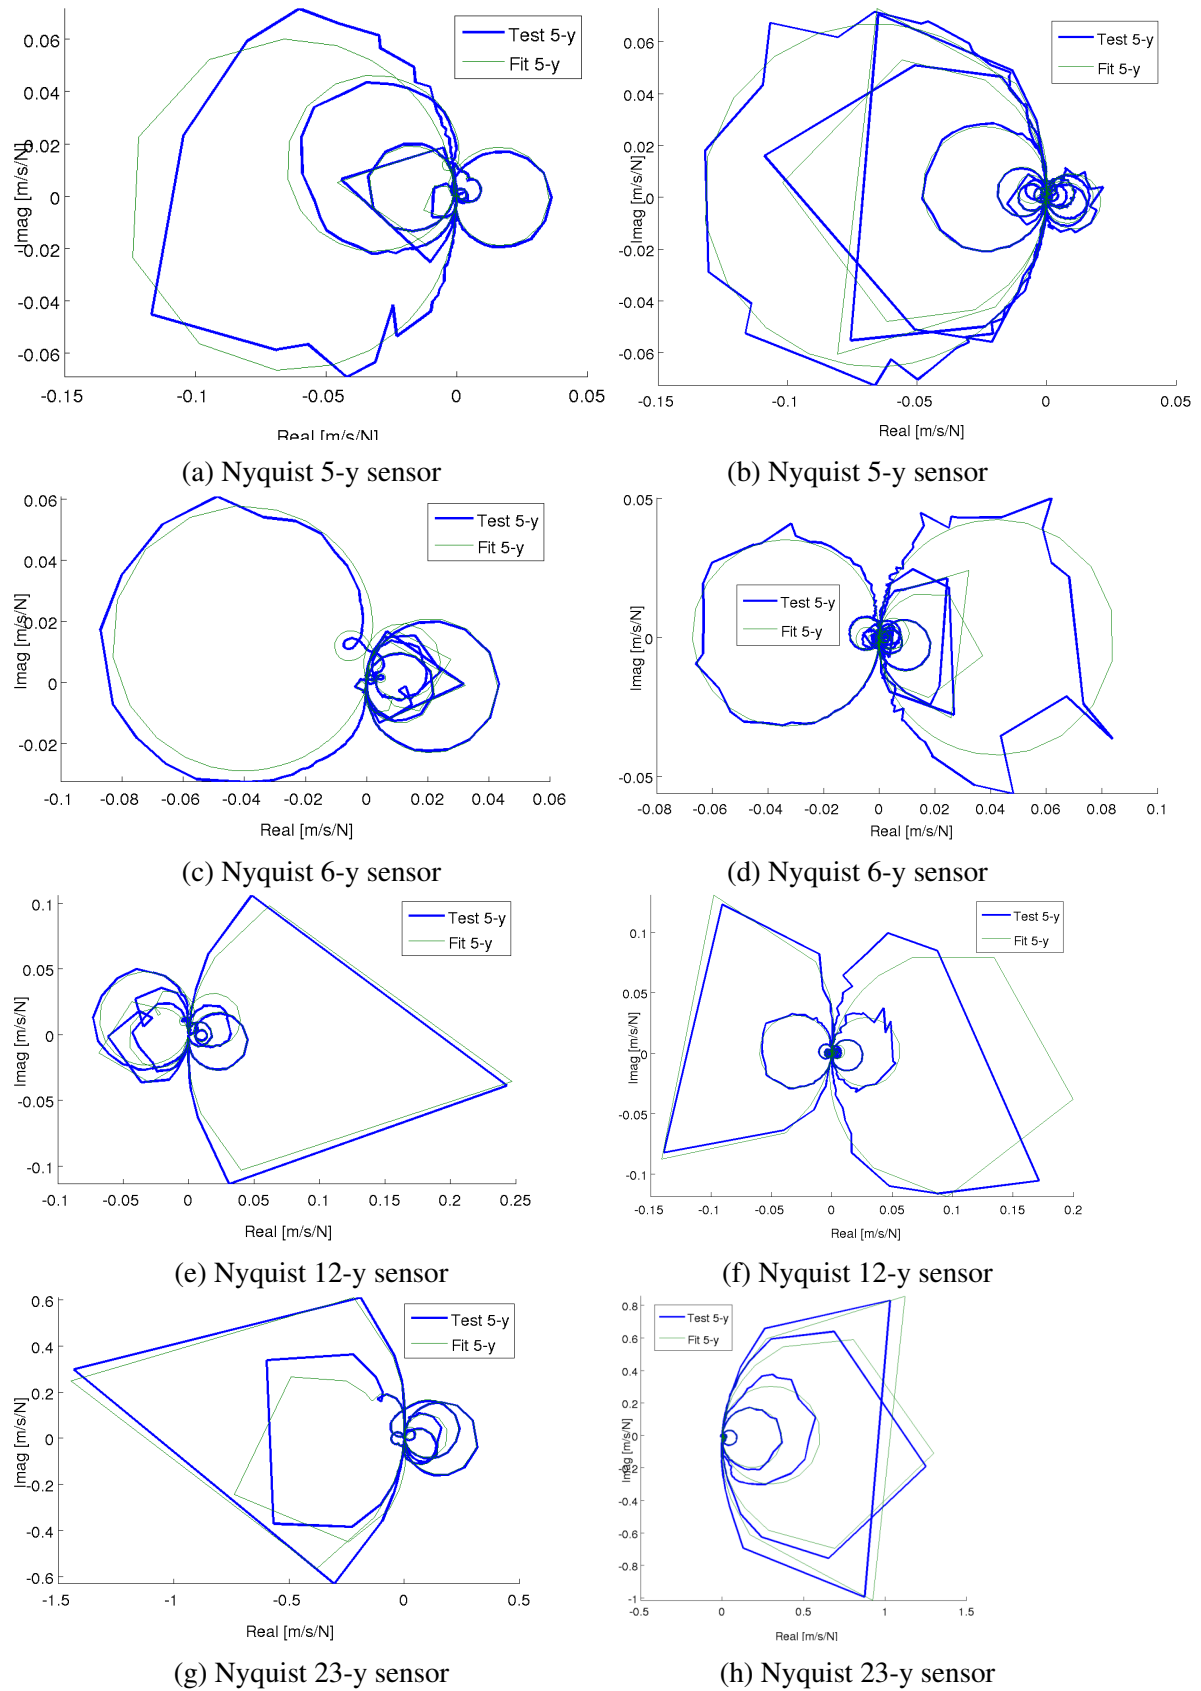 0.06
0.04
0.02
0
-0.02
-0.04
-0.06
Imag [m/s/N]
Test 5-y
Fit 5-y
-0.15
-0.1
-0.05
0
0.05
Real [m/s/N]
(a) Nyquist 5-y sensor
0.06
0.04
0.02
0
-0.02
-0.04
-0.06
Imag [m/s/N]
Test 5-y
Fit 5-y
-0.15
-0.1
-0.05
0
0.05
Real [m/s/N]
(b) Nyquist 5-y sensor
0.06
0.04
0.02
0
-0.02
Imag [m/s/N]
Test 5-y
Fit 5-y
-0.1
-0.08
-0.06
-0.04
-0.02
0
0.02
0.04
0.06
Real [m/s/N]
(c) Nyquist 6-y sensor
0.05
0
-0.05
Imag [m/s/N]
Test 5-y
Fit 5-y
-0.08
-0.06
-0.04
-0.02
0
0.02
0.04
0.06
0.08
0.1
Real [m/s/N]
(d) Nyquist 6-y sensor
0.1
0.05
0
-0.05
-0.1
Imag [m/s/N]
Test 5-y
Fit 5-y
-0.1
-0.05
0
0.05
0.1
0.15
0.2
0.25
Real [m/s/N]
(e) Nyquist 12-y sensor
0.1
0.05
0
-0.05
-0.1
Imag [m/s/N]
Test 5-y
Fit 5-y
-0.15
-0.1
-0.05
0
0.05
0.1
0.15
0.2
Real [m/s/N]
(f) Nyquist 12-y sensor
0.6
0.4
0.2
0
-0.2
-0.4
-0.6
Imag [m/s/N]
Test 5-y
Fit 5-y
-1.5
-1
-0.5
0
0.5
Real [m/s/N]
(g) Nyquist 23-y sensor
0.8
0.6
0.4
0.2
0
-0.2
-0.4
-0.6
-0.8
-1
Imag [m/s/N]
Test 5-y
Fit 5-y
-0.5
0
0.5
1
1.5
Real [m/s/N]
(h) Nyquist 23-y sensor